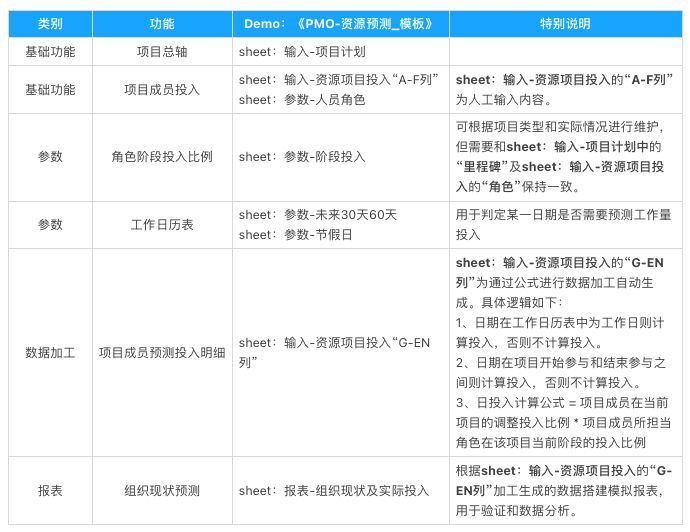 类别 功能 Demo：《PMO-资源预测_模板》 特别说明
基础功能 项目总轴 sheet：输入-项目计划
基础功能 项目成员投入 sheet：输入-资源项目投入“A-F列”
sheet：参数-人员角色
sheet：输入-资源项目投入的“A-F列”
为人工输入内容。
参数 角色阶段投入比例 sheet：参数-阶段投入
可根据项目类型和实际情况进行维护，
但需要和sheet：输入-项目计划中的
“里程碑”及sheet：输入-资源项目投
入的“角色”保持一致。
参数 工作日历表 sheet：参数-未来30天60天
sheet：参数-节假日
用于判定某一日期是否需要预测工作量
投入
数据加工 项目成员预测投入明细 sheet：输入-资源项目投入“G-EN
列”
sheet：输入-资源项目投入的“G-EN
列”为通过公式进行数据加工自动生
成。具体逻辑如下：
1、日期在工作日历表中为工作日则计
算投入，否则不计算投入。
2、日期在项目开始参与和结束参与之
间则计算投入，否则不计算投入。
3、日投入计算公式 = 项目成员在当前
项目的调整投入比例 * 项目成员所担当
角色在该项目当前阶段的投入比例
报表 组织现状预测 sheet：报表-组织现状及实际投入
根据sheet：输入-资源项目投入的“G-
EN列”加工生成的数据搭建模拟报表，
用于验证和数据分析。